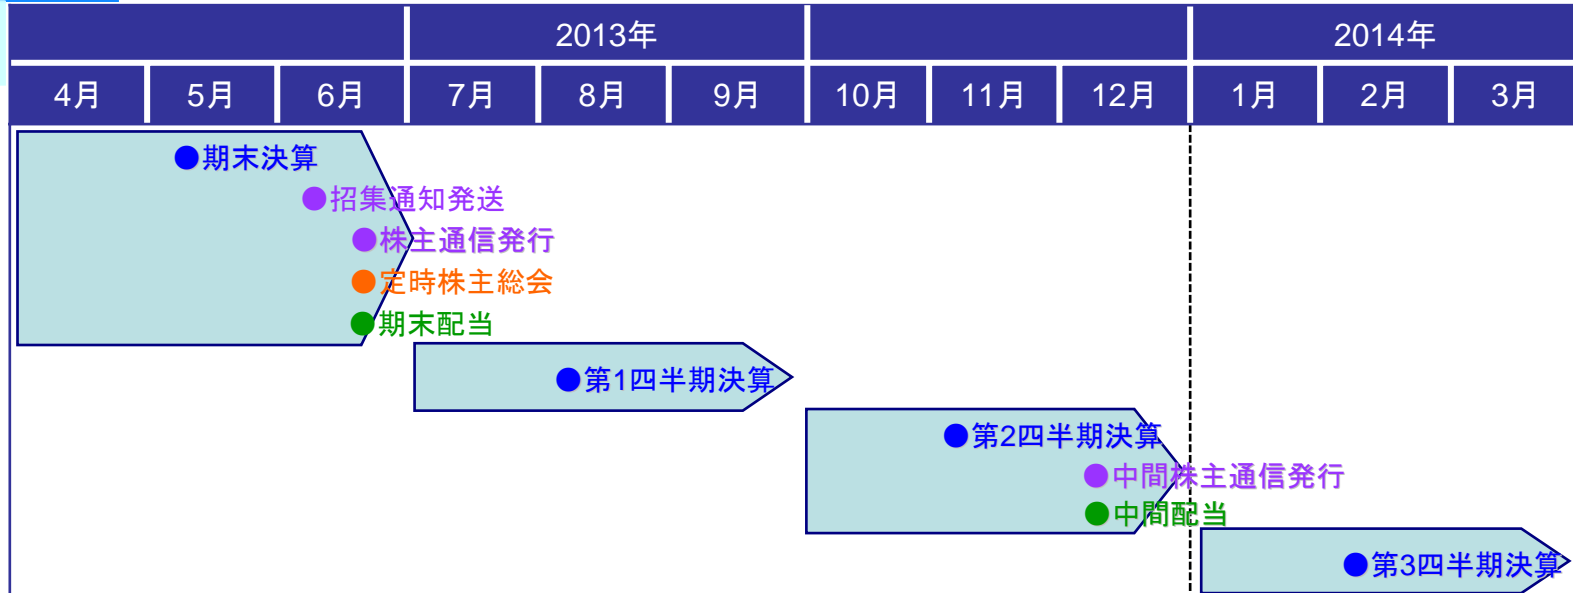 2013年 2014年
4月 5月 6月 7月 8月 9月 10月 11月 12月 1月 2月 3月
●期末決算
●招集通知発送
●株主通信発行
●定時株主総会
●期末配当
●第1四半期決算
●第2四半期決算
●中間株主通信発行
●中間配当
●第3四半期決算